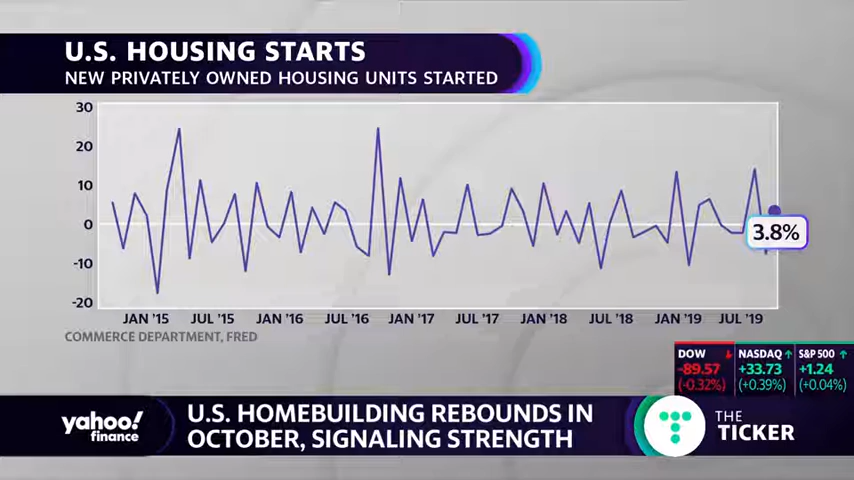 U.S. HOUSING STARTS
NEW PRIVATELY OWNED HOUSING UNITS STARTED
30
20
10
0
-10
-20
3.8%
JAN '15 JUL '15 JAN '16 JUL '16 JAN '17 JUL '17 JAN '18 JUL '18 JAN '19 JUL '19
COMMERCE DEPARTMENT, FRED
DOW NASDAQ S&P 500
-89.57 +33.73 +1.24
(-0.32%) (+0.39%) (+0.04%)
yahoo!
finance
U.S. HOMEBUILDING REBOUNDS IN
OCTOBER, SIGNALING STRENGTH
THE
TICKER